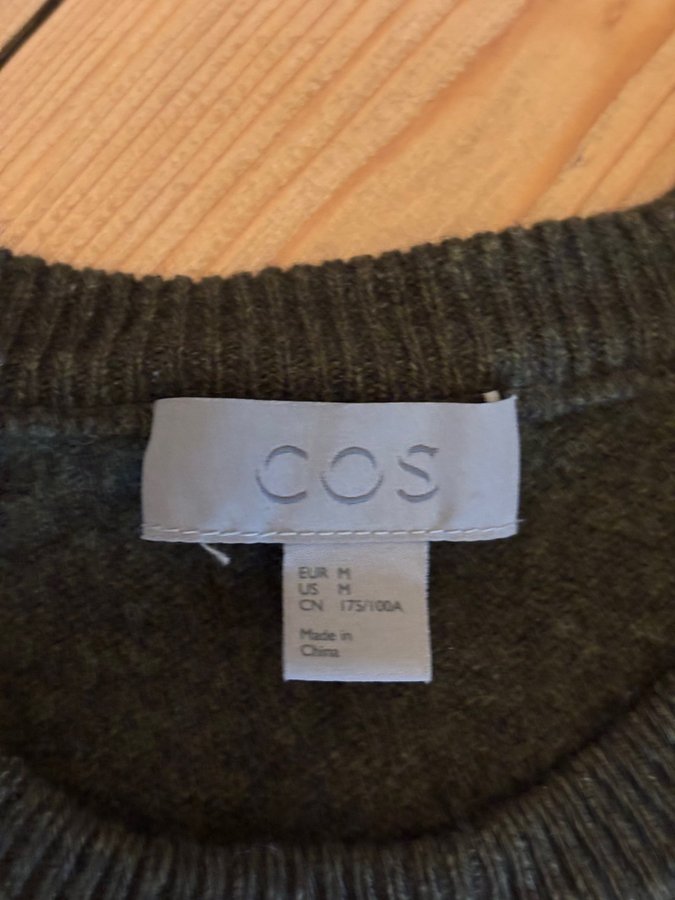 COS
EUR M
US M
CN 175/100A
Made in
China